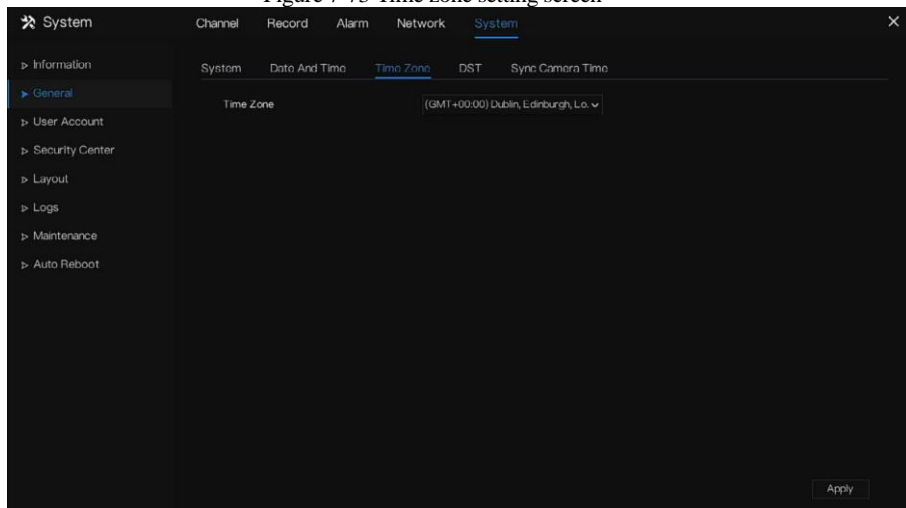 Figure 7-73 Time zone setting screen
System Channel Record Alarm Network System
Information
System Date And Time Time Zone DST Sync Camera Time
General
Time Zone (GMT+00:00) Dublin, Edinburgh, Lo.
User Account
Security Center
Layout
Logs
Maintenance
Auto Reboot
Apply